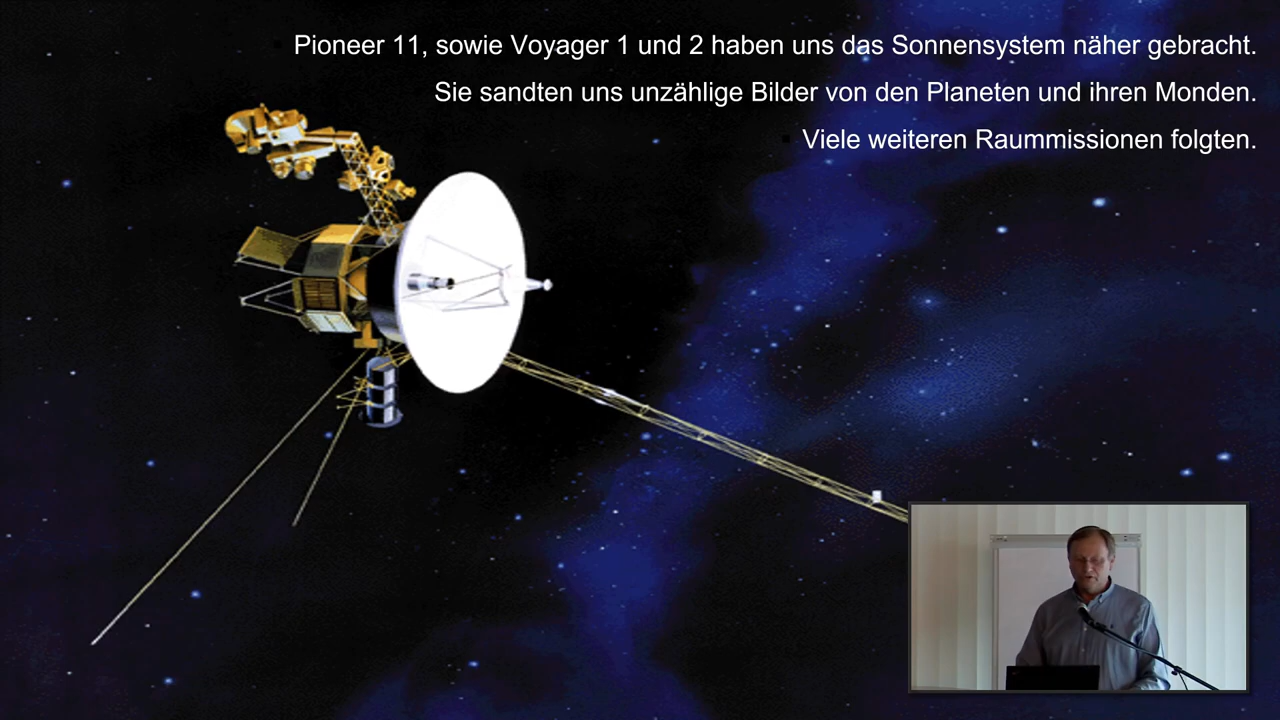 Pioneer 11, sowie Voyager 1 und 2 haben uns das Sonnensystem näher gebracht.
Sie sandten uns unzählige Bilder von den Planeten und ihren Monden.
Viele weiteren Raummissionen folgten.